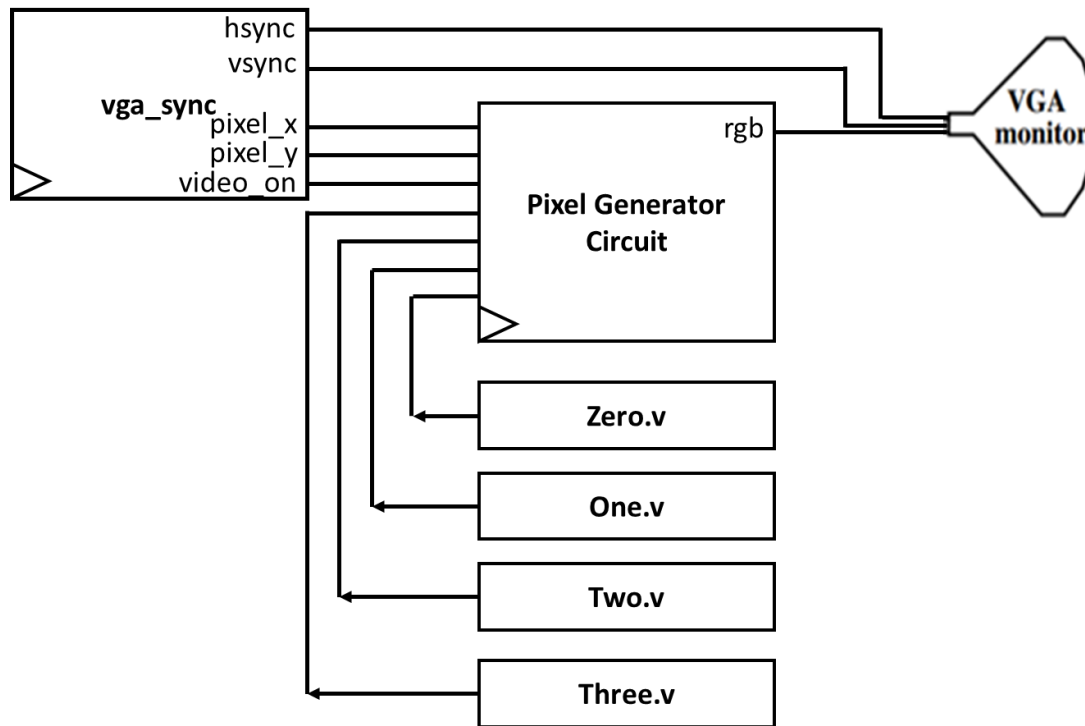 hsync
vsync
vga_sync
pixel_x
pixel_y
video_on
rgb
Pixel Generator
Circuit
VGA
monitor
Zero.v
One.v
Two.v
Three.v